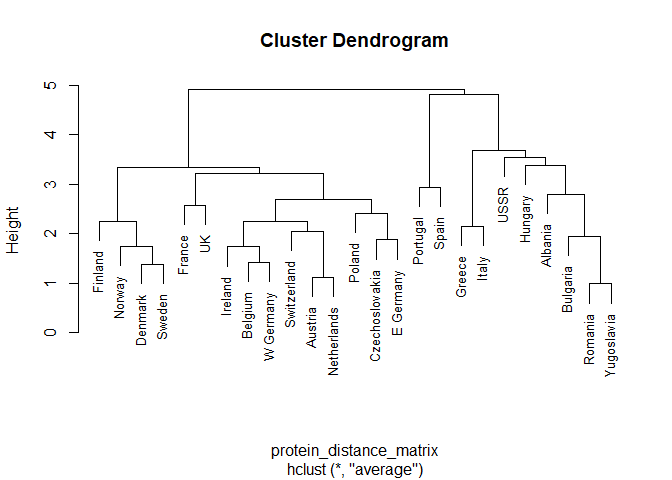 Cluster Dendrogram
Height
5
4
3
2
1
0
Finland
Norway
Denmark
Sweden
France
UK
Ireland
Belgium
W Germany
Switzerland
Austria
Netherlands
Poland
Czechoslovakia
E Germany
Portugal
Spain
Greece
Italy
USSR
Hungary
Albania
Bulgaria
Romania
Yugoslavia
protein_distance_matrix
hclust (*, "average")